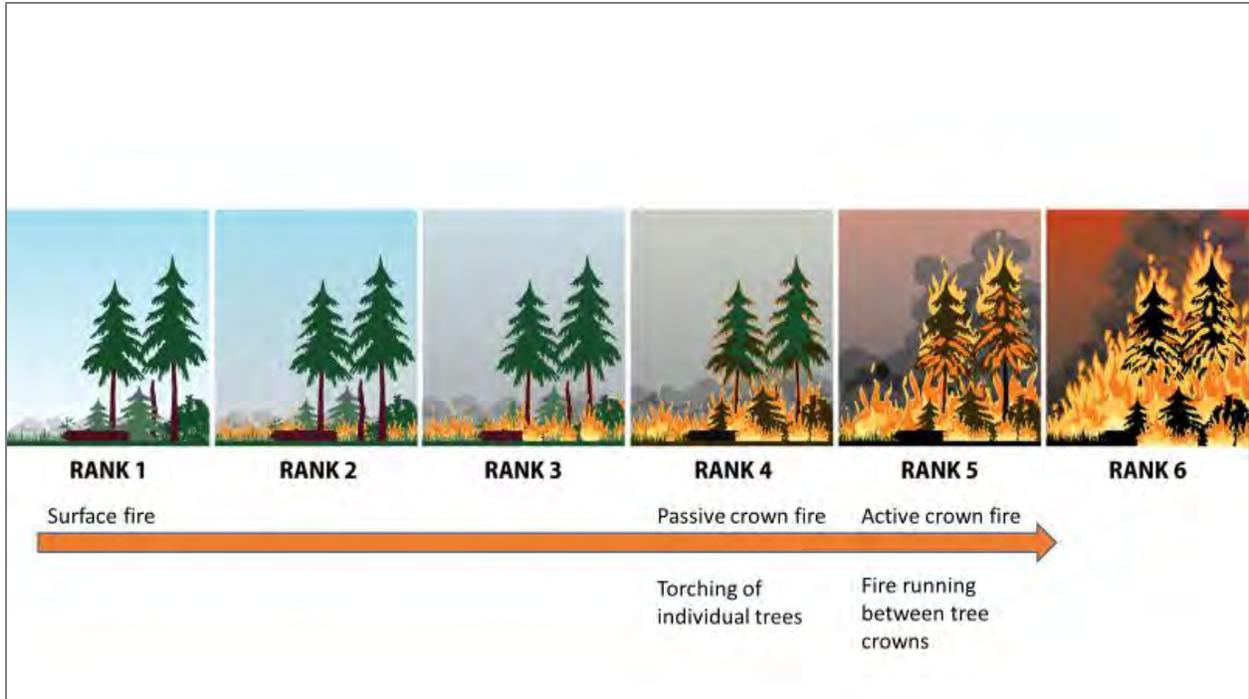 RANK 1
RANK 2
RANK 3
RANK 4
RANK 5
RANK 6
Surface fire
Passive crown fire
Active crown fire
Torching of
individual trees
Fire running
between tree
crowns